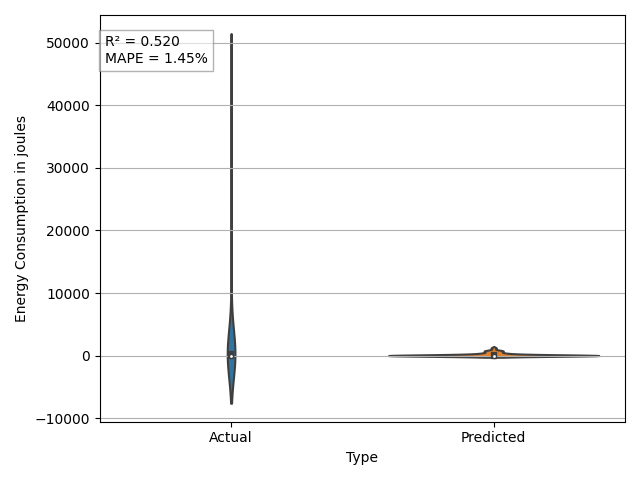 R² = 0.520
MAPE = 1.45%
50000
40000
30000
20000
10000
0
−10000
Energy Consumption in joules
Actual
Predicted
Type